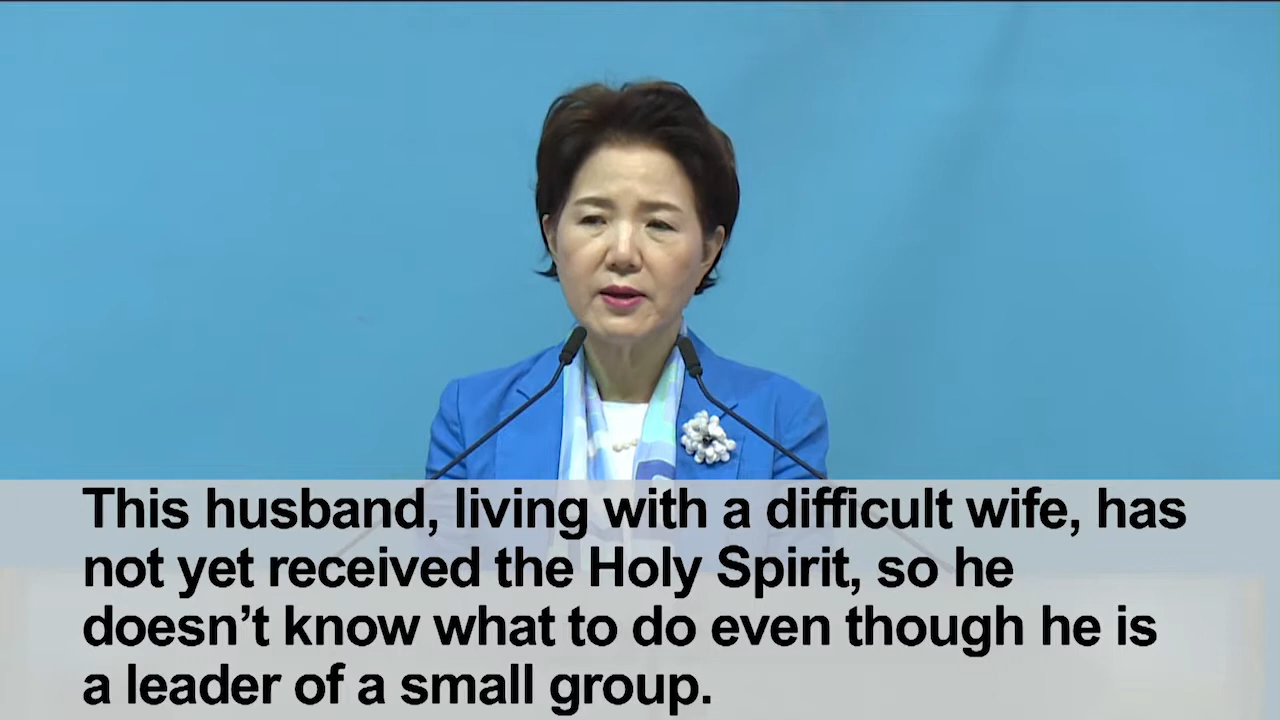 This husband, living with a difficult wife, has
not yet received the Holy Spirit, so he
doesn’t know what to do even though he is
a leader of a small group.